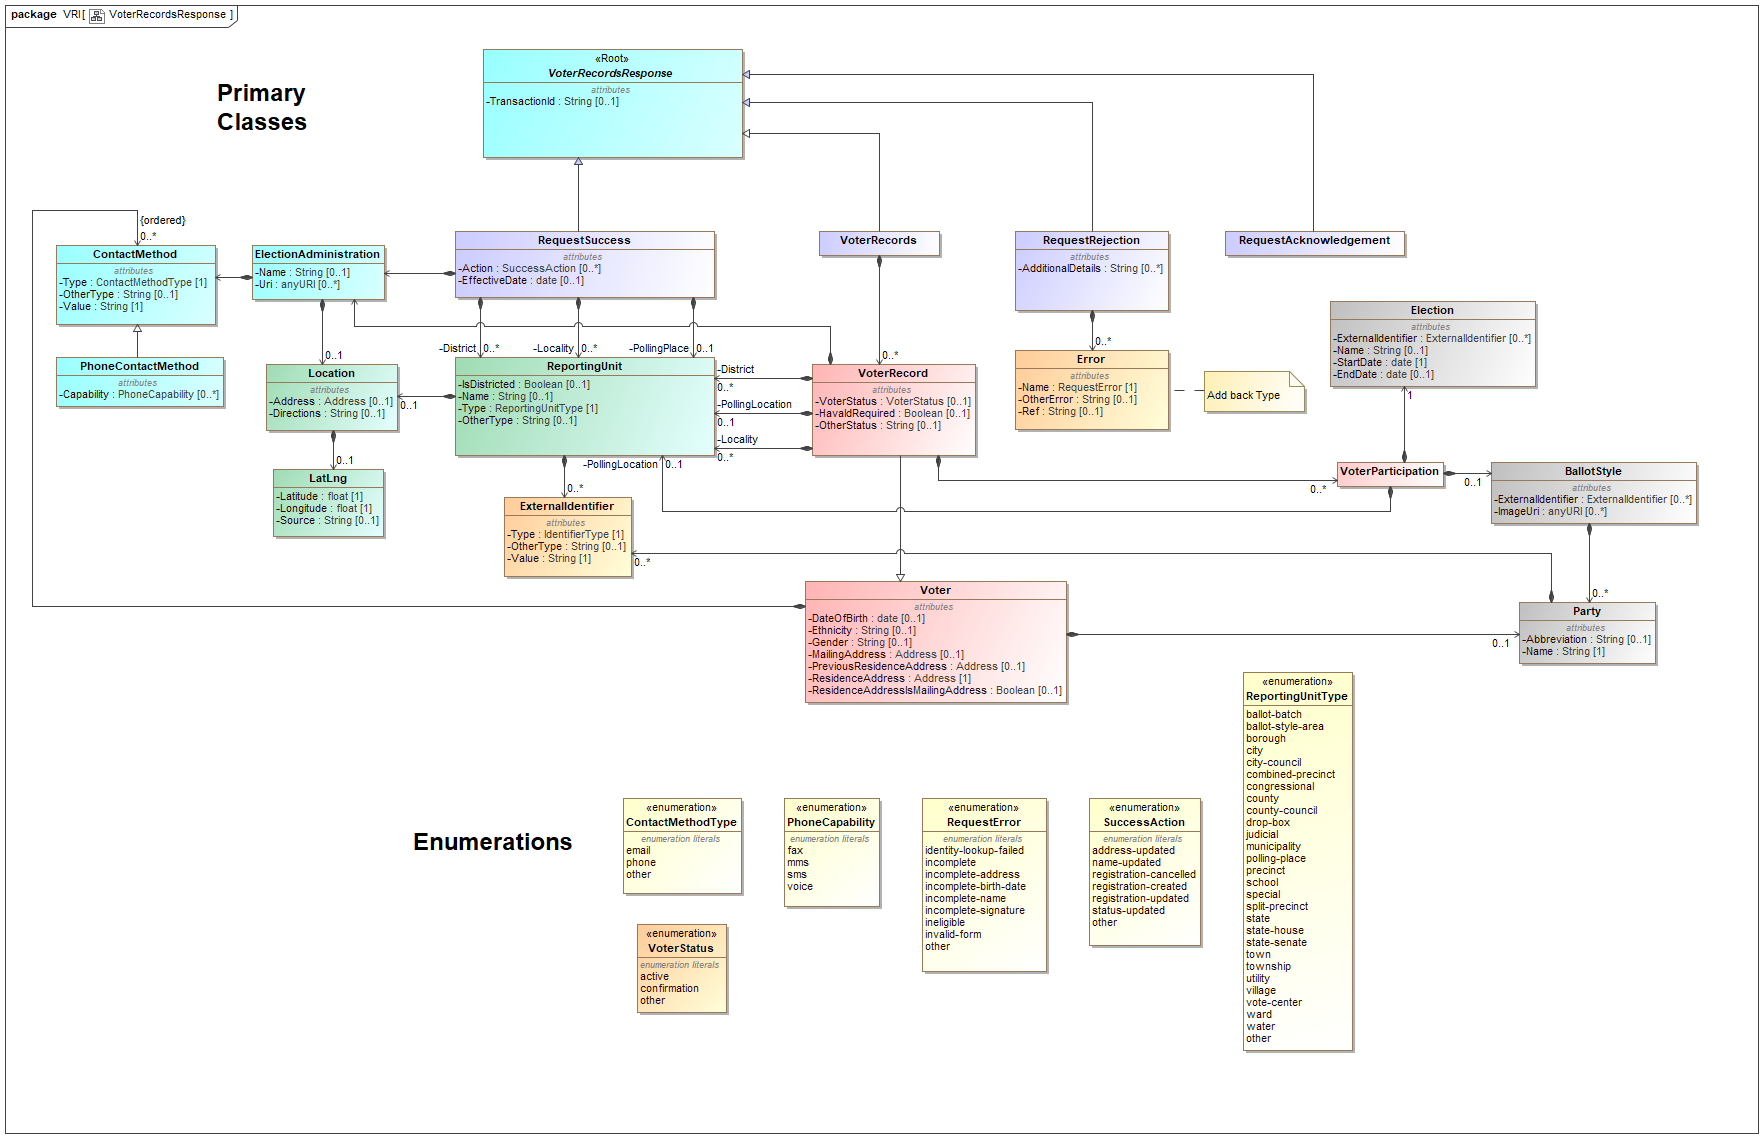 package VRI[ VoterRecordsResponse ]
Primary
Classes
«Root»
VoterRecordsResponse
attributes
-TransactionId : String [0..1]
{ordered}
0..*
ContactMethod
attributes
-Type : ContactMethodType [1]
-OtherType : String [0..1]
-Value : String [1]
ElectionAdministration
-Name : String [0..1]
-Uri : anyURI [0..*]
RequestSuccess
attributes
-Action : SuccessAction [0..*]
-EffectiveDate : date [0..1]
VoterRecords
RequestRejection
attributes
-AdditionalDetails : String [0..*]
RequestAcknowledgement
PhoneContactMethod
attributes
-Capability : PhoneCapability [0..*]
0..1
Location
attributes
-Address : Address [0..1]
-Directions : String [0..1]
0..1
-District 0..*
-Locality 0..*
-PollingPlace 0..1
ReportingUnit
-IsDistricted : Boolean [0..1]
-Name : String [0..1]
-Type : ReportingUnitType [1]
-OtherType : String [0..1]
-District
0..*
-PollingLocation
0..1
-Locality
0..*
0..*
VoterRecord
attributes
-VoterStatus : VoterStatus [0..1]
-HavaIdRequired : Boolean [0..1]
-OtherStatus : String [0..1]
0..*
Error
attributes
-Name : RequestError [1]
-OtherError : String [0..1]
-Ref : String [0..1]
Add back Type
Election
attributes
-ExternalIdentifier : ExternalIdentifier [0..*]
-Name : String [0..1]
-StartDate : date [1]
-EndDate : date [0..1]
1
0..1
LatLng
-Latitude : float [1]
-Longitude : float [1]
-Source : String [0..1]
-PollingLocation 0..1
0..*
ExternalIdentifier
attributes
-Type : IdentifierType [1]
-OtherType : String [0..1]
-Value : String [1]
0..*
0..*
VoterParticipation
0..1
BallotStyle
attributes
-ExternalIdentifier : ExternalIdentifier [0..*]
-ImageUri : anyURI [0..*]
0..*
Voter
attributes
-DateOfBirth : date [0..1]
-Ethnicity : String [0..1]
-Gender : String [0..1]
-MailingAddress : Address [0..1]
-PreviousResidenceAddress : Address [0..1]
-ResidenceAddress : Address [1]
-ResidenceAddressIsMailingAddress : Boolean [0..1]
0..1
Party
attributes
-Abbreviation : String [0..1]
-Name : String [1]
Enumerations
«enumeration»
ContactMethodType
enumeration literals
email
phone
other
«enumeration»
PhoneCapability
enumeration literals
fax
mms
sms
voice
«enumeration»
RequestError
enumeration literals
identity-lookup-failed
incomplete
incomplete-address
incomplete-birth-date
incomplete-name
incomplete-signature
ineligible
invalid-form
other
«enumeration»
SuccessAction
enumeration literals
address-updated
name-updated
registration-cancelled
registration-created
registration-updated
status-updated
other
«enumeration»
ReportingUnitType
ballot-batch
ballot-style-area
borough
city
city-council
combined-precinct
congressional
county
county-council
drop-box
judicial
municipality
polling-place
precinct
school
special
split-precinct
state
state-house
state-senate
town
township
utility
village
vote-center
ward
water
other
«enumeration»
VoterStatus
enumeration literals
active
confirmation
other